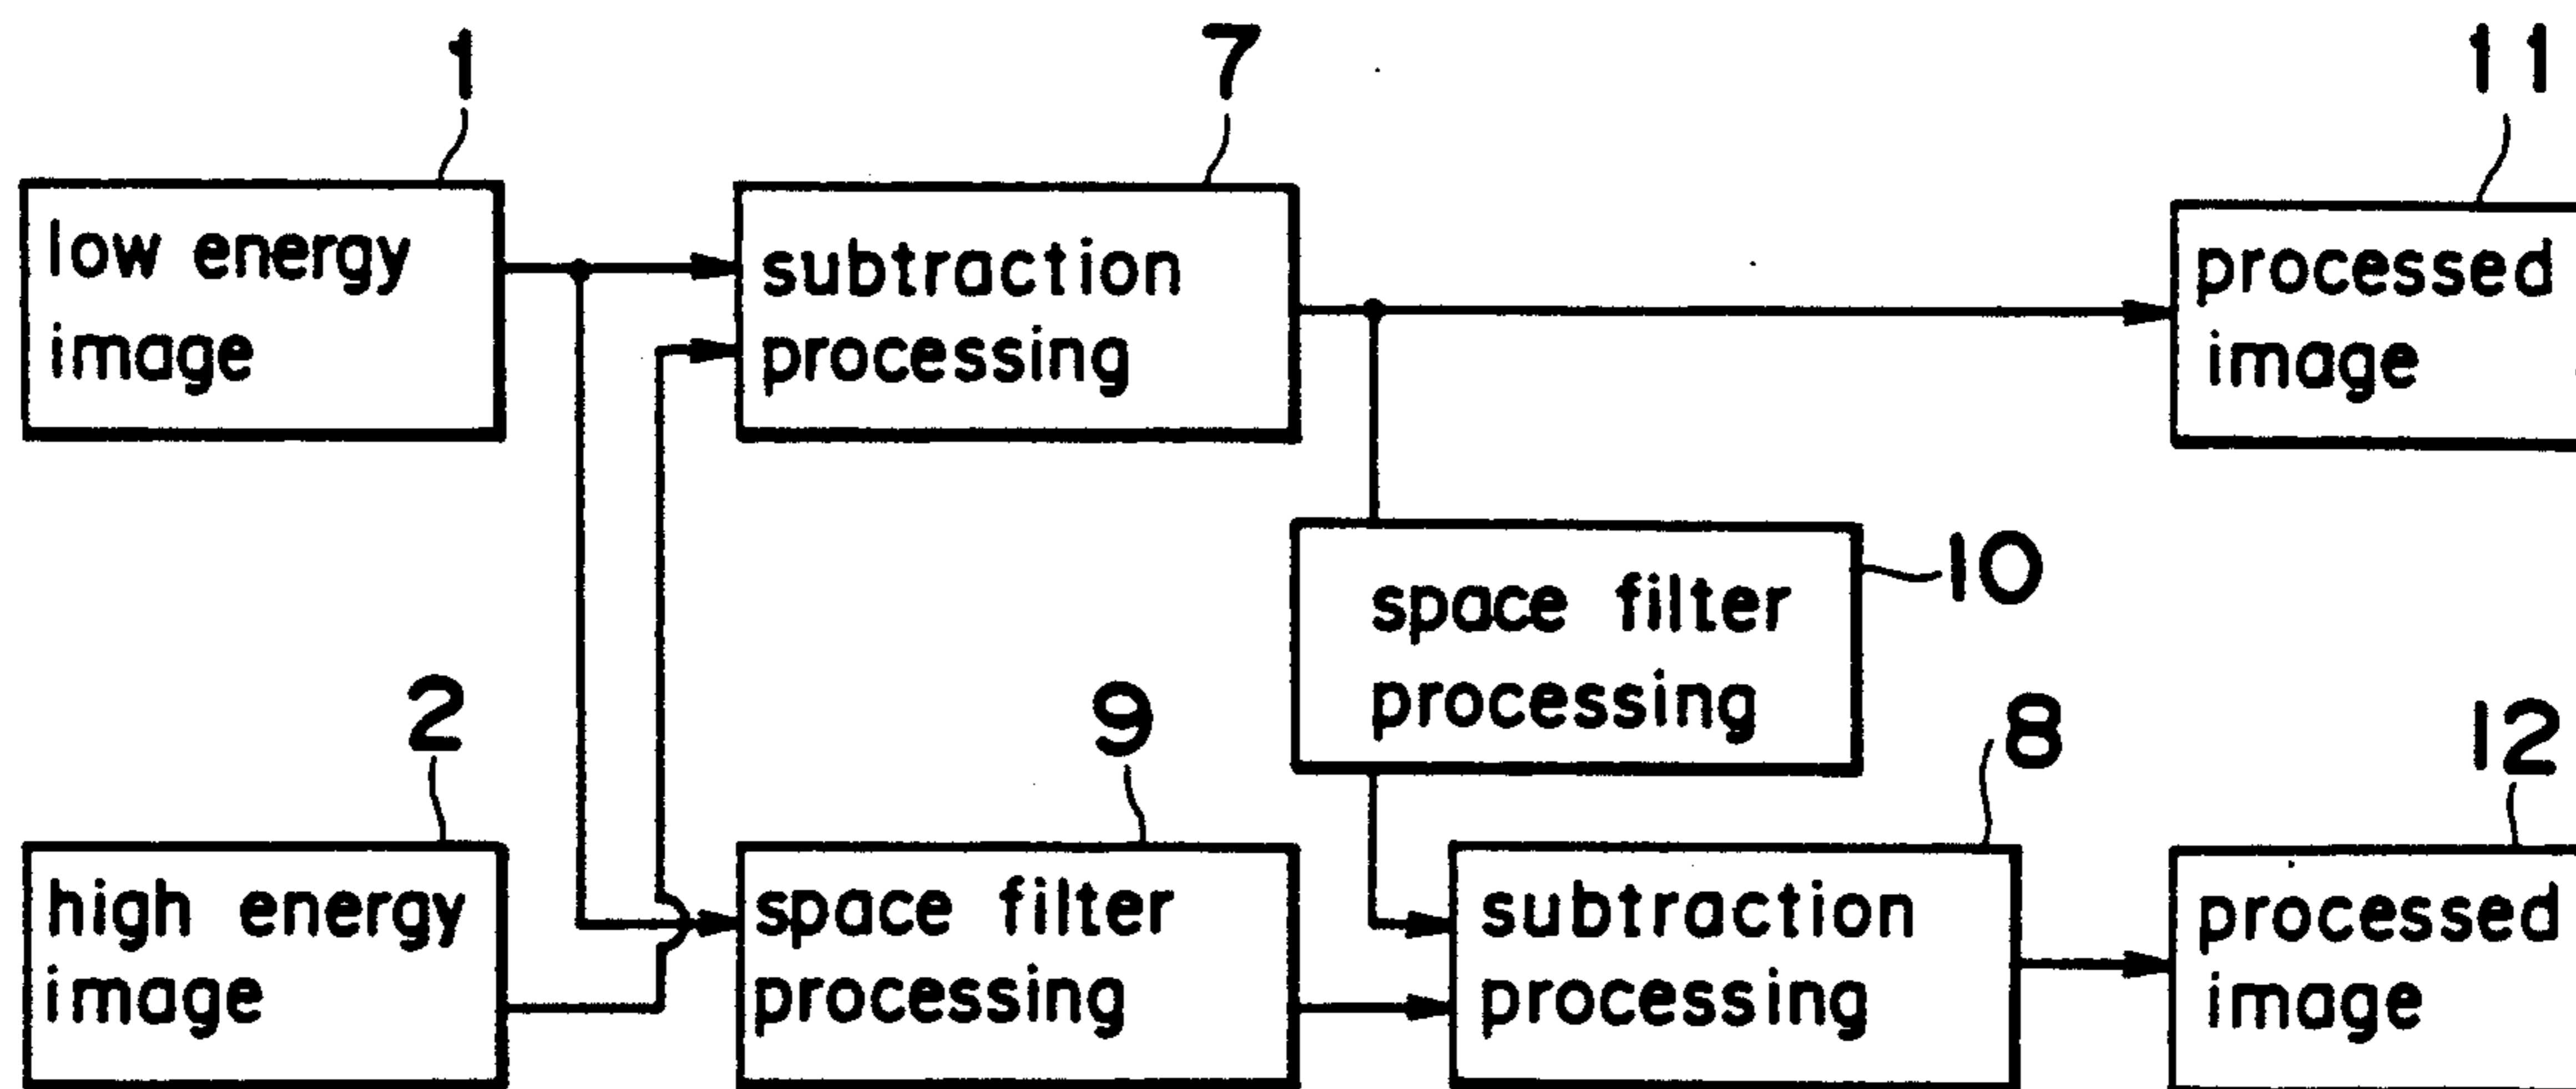 1
7
11
low energy
image
subtraction
processing
processed
image
10
space filter
processing
2
9
8
12
high energy
image
space filter
processing
subtraction
processing
processed
image